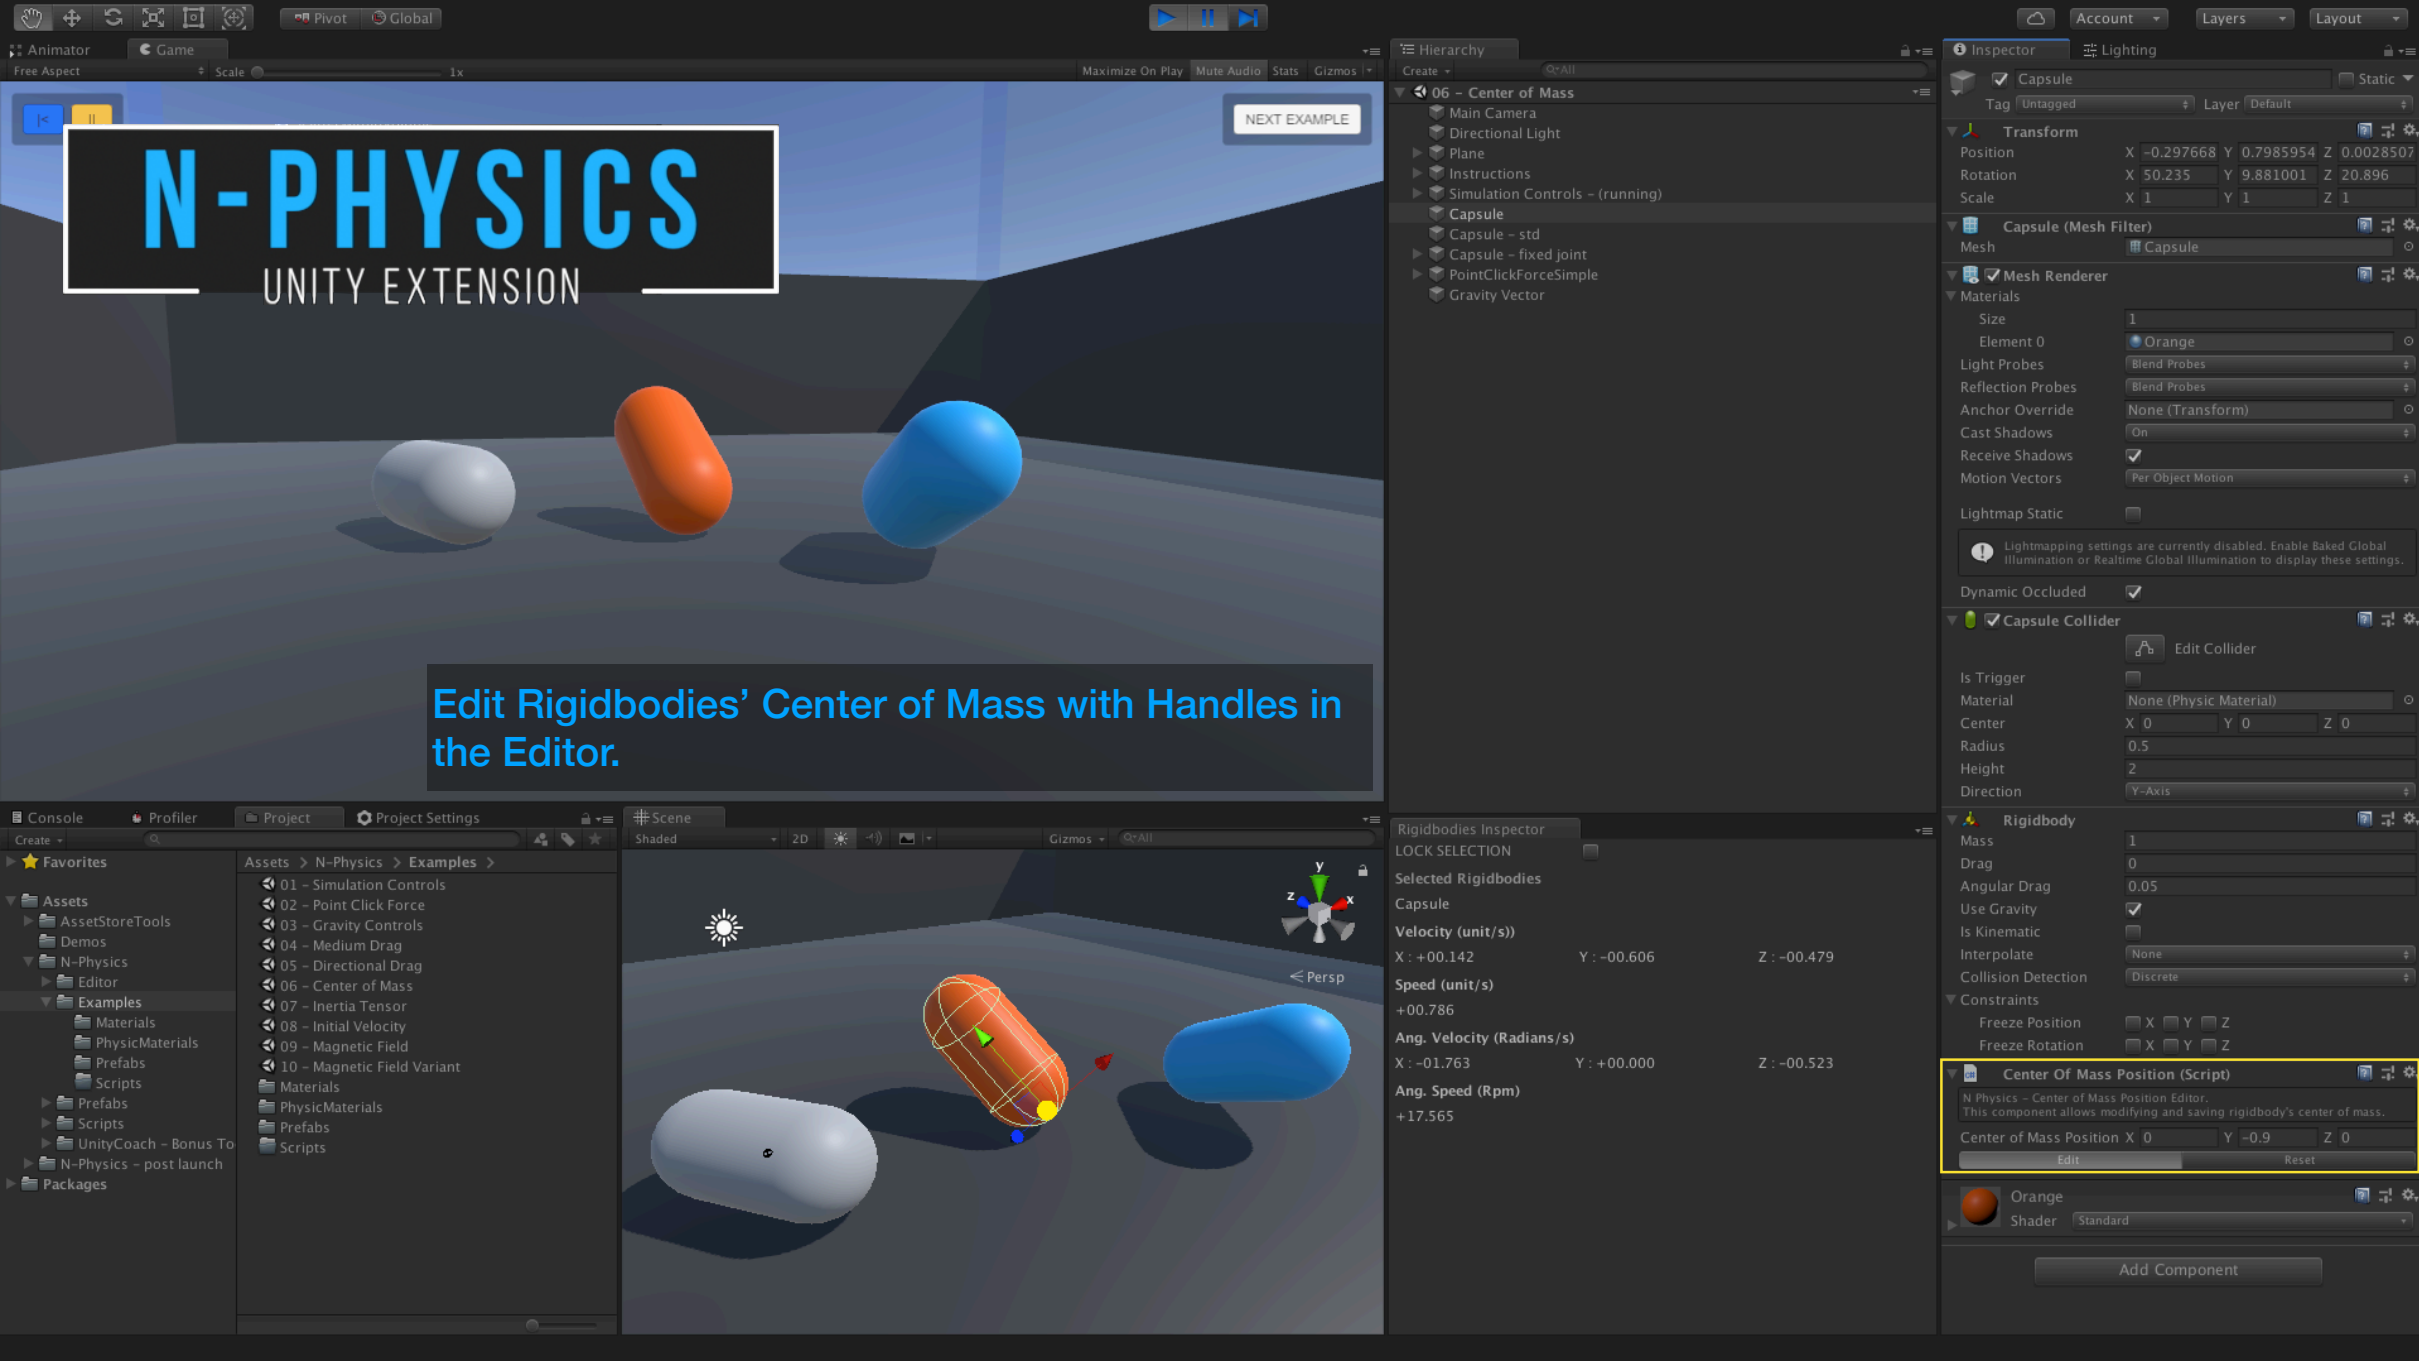 Pivot Global
Account Layers Layout
Animator Game
Free Aspect Scale 1x Maximize On Play Mute Audio Stats Gizmos
|< || NEXT EXAMPLE
N-PHYSICS
UNITY EXTENSION
Edit Rigidbodies’ Center of Mass with Handles in
the Editor.
Hierarchy
Create All
06 - Center of Mass
Main Camera
Directional Light
Plane
Instructions
Simulation Controls - (running)
Capsule
Capsule - std
Capsule - fixed joint
PointClickForceSimple
Gravity Vector
Inspector Lighting
Capsule Static
Tag Untagged Layer Default
Transform
Position X -0.297668 Y 0.7985954 Z 0.0028507
Rotation X 50.235 Y 9.881001 Z 20.896
Scale X 1 Y 1 Z 1
Capsule (Mesh Filter)
Mesh Capsule
Mesh Renderer
Materials
Size 1
Element 0 Orange
Light Probes Blend Probes
Reflection Probes Blend Probes
Anchor Override None (Transform)
Cast Shadows On
Receive Shadows
Motion Vectors Per Object Motion
Lightmap Static
Lightmapping settings are currently disabled. Enable Baked Global
Illumination or Realtime Global Illumination to display these settings.
Dynamic Occluded
Capsule Collider
Edit Collider
Is Trigger
Material None (Physic Material)
Center X 0 Y 0 Z 0
Radius 0.5
Height 2
Direction Y-Axis
Rigidbody
Mass 1
Drag 0
Angular Drag 0.05
Use Gravity
Is Kinematic
Interpolate None
Collision Detection Discrete
Constraints
Freeze Position X Y Z
Freeze Rotation X Y Z
Center Of Mass Position (Script)
N Physics - Center of Mass Position Editor.
This component allows modifying and saving rigidbody's center of mass.
Center of Mass Position X 0 Y -0.9 Z 0
Edit Reset
Orange
Shader Standard
Add Component
Console Profiler Project Project Settings
Create
Favorites
Assets
AssetStoreTools
Demos
N-Physics
Editor
Examples
Materials
PhysicMaterials
Prefabs
Scripts
Prefabs
Scripts
UnityCoach - Bonus To
N-Physics - post launch
Packages
Assets > N-Physics > Examples >
01 - Simulation Controls
02 - Point Click Force
03 - Gravity Controls
04 - Medium Drag
05 - Directional Drag
06 - Center of Mass
07 - Inertia Tensor
08 - Initial Velocity
09 - Magnetic Field
10 - Magnetic Field Variant
Materials
PhysicMaterials
Prefabs
Scripts
Scene
Shaded 2D Gizmos All
y
z x
Persp
Rigidbodies Inspector
LOCK SELECTION
Selected Rigidbodies
Capsule
Velocity (unit/s))
X : +00.142 Y : -00.606 Z : -00.479
Speed (unit/s)
+00.786
Ang. Velocity (Radians/s)
X : -01.763 Y : +00.000 Z : -00.523
Ang. Speed (Rpm)
+17.565